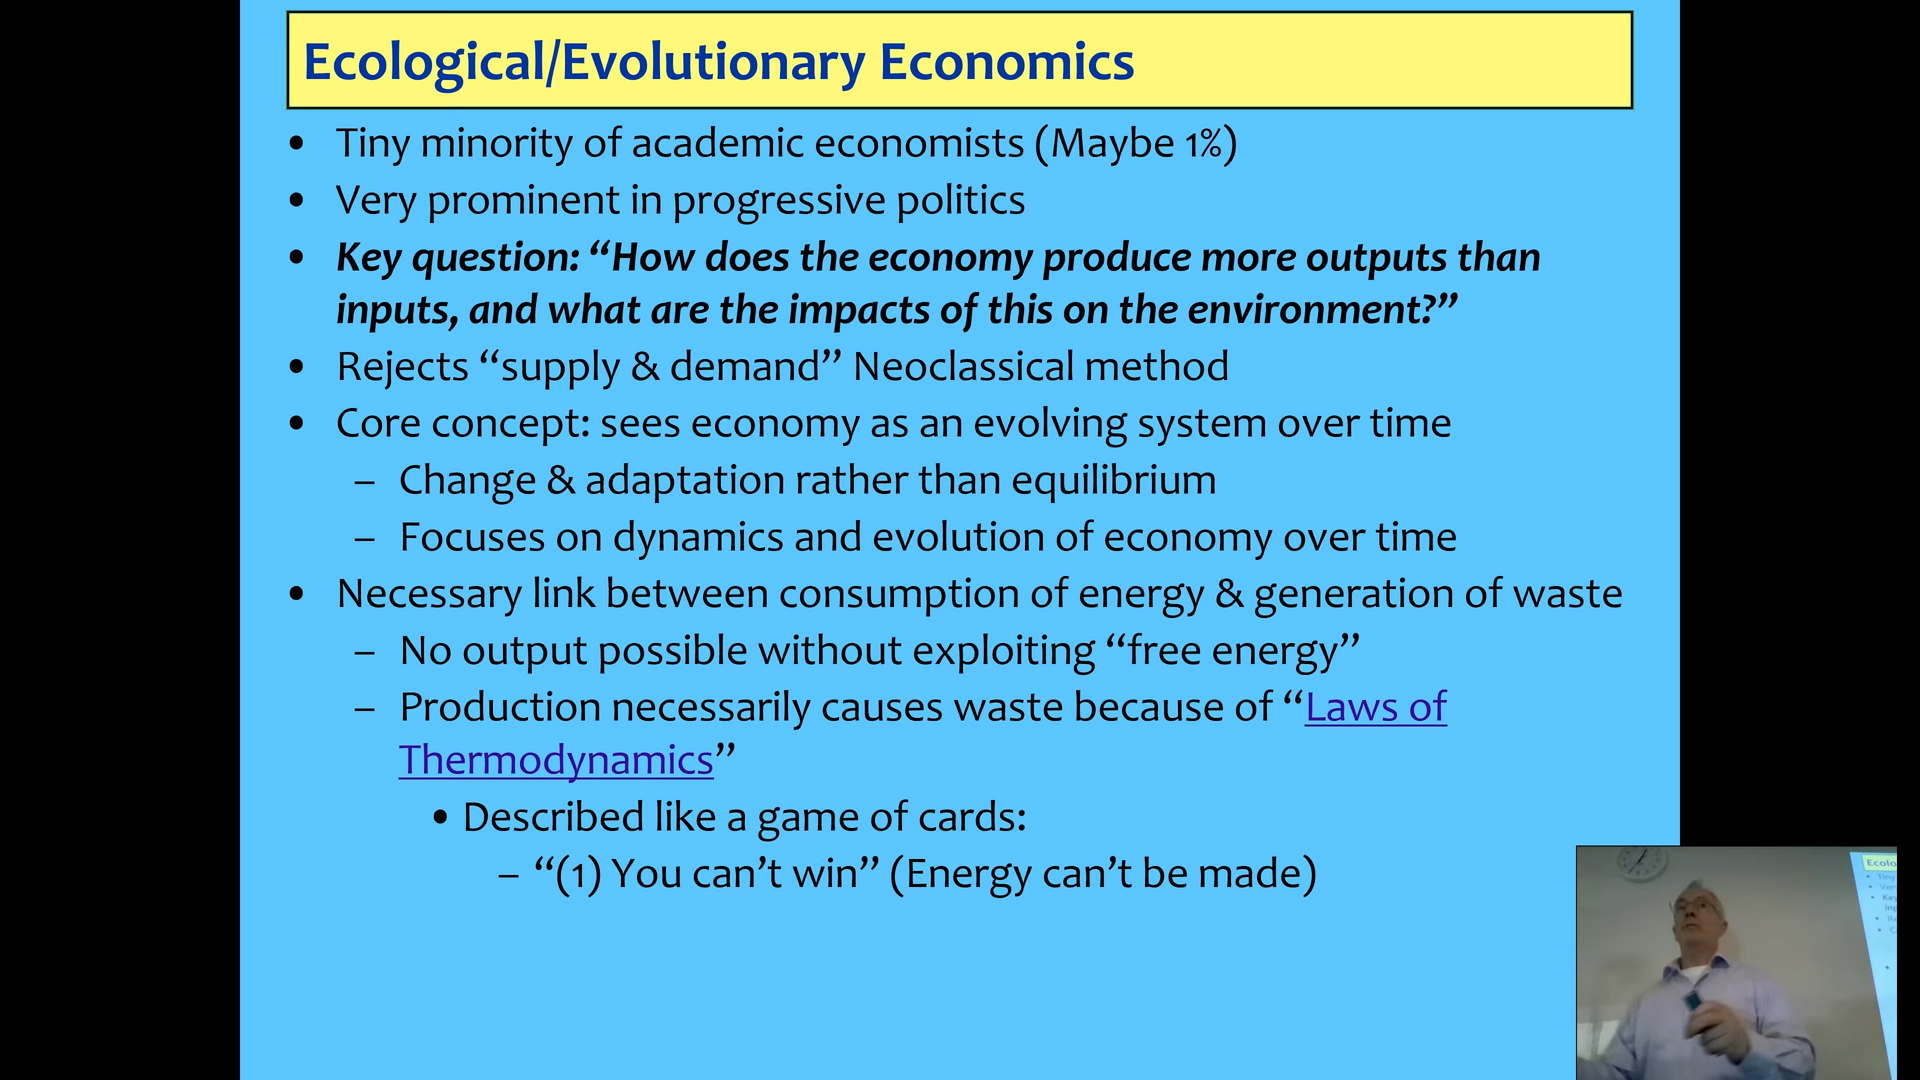 Ecological/Evolutionary Economics
• Tiny minority of academic economists (Maybe 1%)
• Very prominent in progressive politics
• Key question: “How does the economy produce more outputs than
inputs, and what are the impacts of this on the environment?”
• Rejects “supply & demand” Neoclassical method
• Core concept: sees economy as an evolving system over time
– Change & adaptation rather than equilibrium
– Focuses on dynamics and evolution of economy over time
• Necessary link between consumption of energy & generation of waste
– No output possible without exploiting “free energy”
– Production necessarily causes waste because of “Laws of
Thermodynamics”
• Described like a game of cards:
– “(1) You can’t win” (Energy can’t be made)
Ecolo